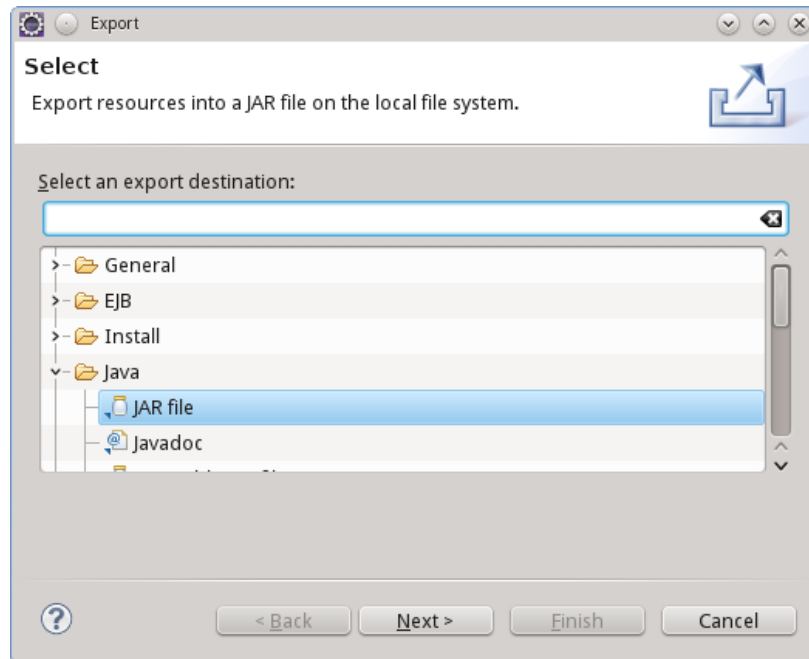 Export
Select
Export resources into a JAR file on the local file system.
Select an export destination:
General
EJB
Install
Java
JAR file
Javadoc
< Back
Next >
Finish
Cancel